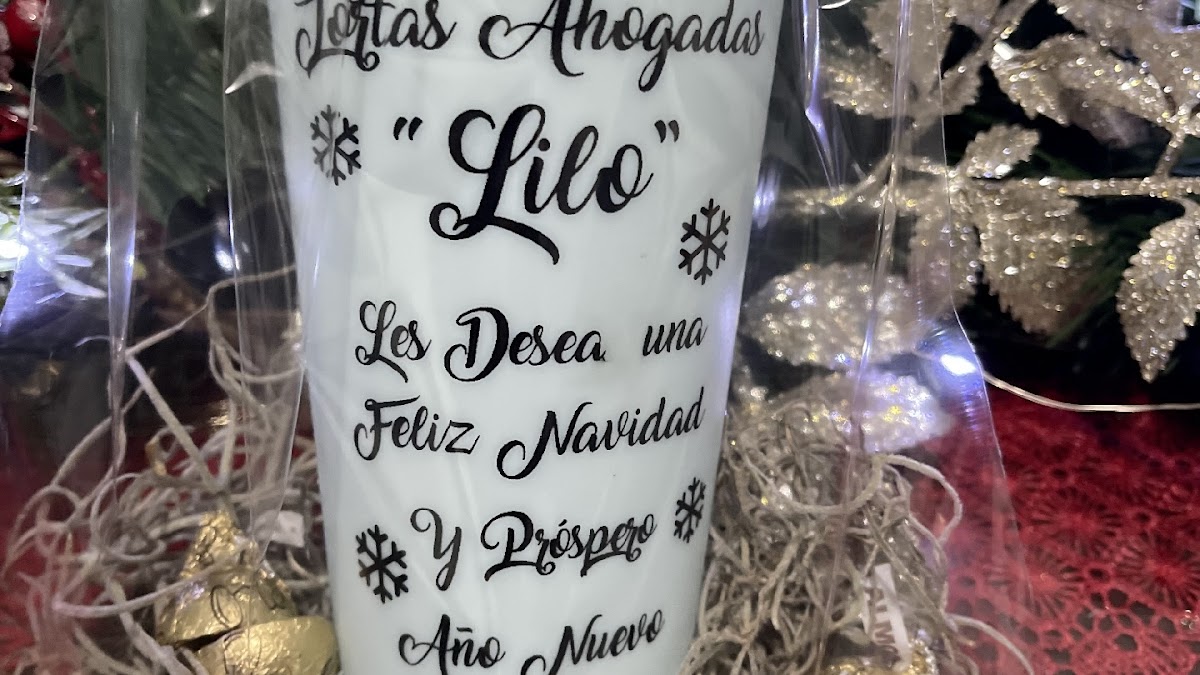 Tortas Ahogadas
"Lilo"
Les Desea una
Feliz Navidad
Y Próspero
Año Nuevo